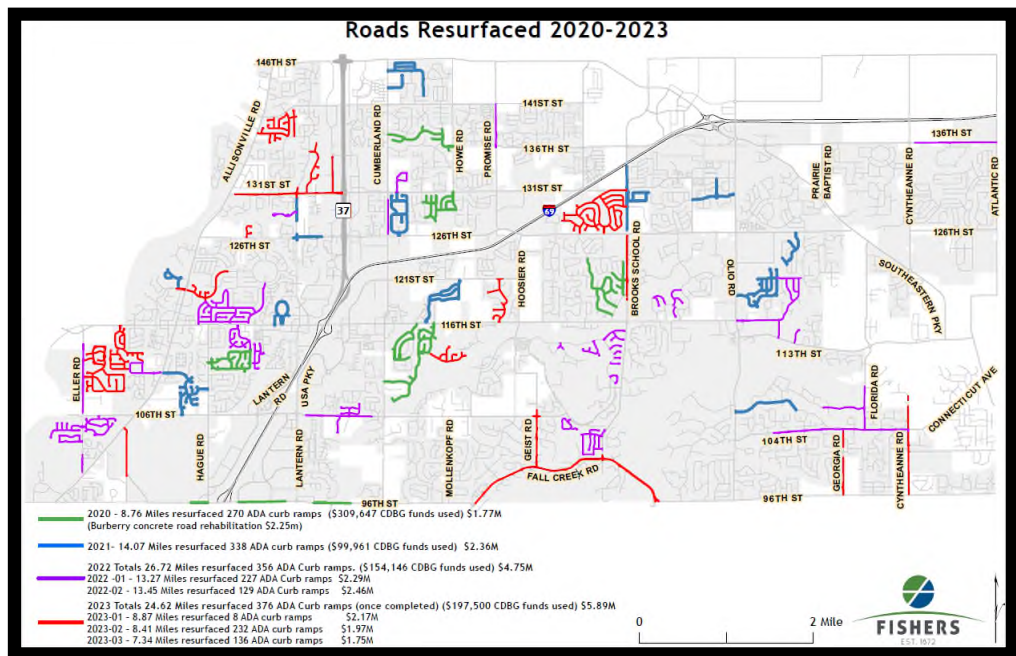 Roads Resurfaced 2020-2023
146TH ST
ALLISONVILLE RD
CUMBERLAND RD
HOWE RD
PROMISE RD
141ST ST
136TH ST
136TH ST
131ST ST
131ST ST
37
69
PRAIRIE
BAPTIST RD
CYNTHEANNE RD
ATLANTIC RD
126TH ST
126TH ST
126TH ST
121ST ST
HOOSIER RD
BROOKS SCHOOL RD
OLIO RD
SOUTHEASTERN PKY
116TH ST
113TH ST
ELLER RD
LANTERN
RD
USA PKY
FLORIDA RD
CONNECTICUT AVE
106TH ST
104TH ST
HAGUE RD
LANTERN RD
MOLLENKOPF RD
GEIST RD
FALL CREEK RD
GEORGIA RD
CYNTHEANNE RD
96TH ST
96TH ST
2020 - 8.76 Miles resurfaced 270 ADA curb ramps ($309,647 CDBG funds used) $1.77M
(Burberry concrete road rehabilitation $2.25m)
2021- 14.07 Miles resurfaced 338 ADA curb ramps ($99,961 CDBG funds used) $2.36M
2022 Totals 26.72 Miles resurfaced 356 ADA Curb ramps. ($154,146 CDBG funds used) $4.75M
2022 -01 - 13.27 Miles resurfaced 227 ADA Curb ramps $2.29M
2022-02 - 13.45 Miles resurfaced 129 ADA Curb ramps $2.46M
2023 Totals 24.62 Miles resurfaced 376 ADA Curb ramps (once completed) ($197,500 CDBG funds used) $5.89M
2023-01 - 8.87 Miles resurfaced 8 ADA curb ramps $2.17M
2023-02 - 8.41 Miles resurfaced 232 ADA curb ramps $1.97M
2023-03 - 7.34 Miles resurfaced 136 ADA curb ramps $1.75M
0 2 Mile
FISHERS
EST. 1872